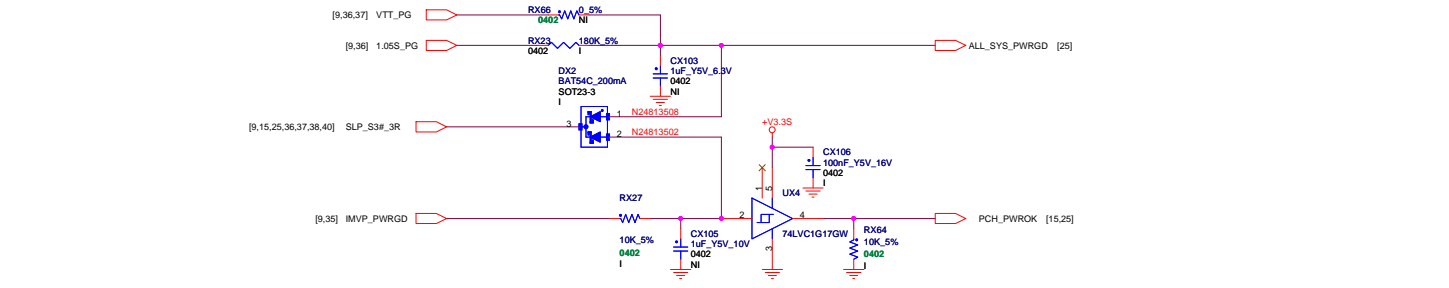 [9,36,37] VTT_PG
RX66
0402
0_5%
NI
[9,36] 1.05S_PG
RX23
0402
180K_5%
I
ALL_SYS_PWRGD [25]
CX103
1uF_Y5V_6.3V
0402
NI
DX2
BAT54C_200mA
SOT23-3
I
1 N24813508
[9,15,25,36,37,38,40] SLP_S3#_3R
3
2 N24813502
+V3.3S
CX106
100nF_Y5V_16V
0402
I
1
5
UX4
RX27
[9,35] IMVP_PWRGD
2
4
PCH_PWROK [15,25]
74LVC1G17GW
3
10K_5%
0402
I
CX105
1uF_Y5V_10V
0402
NI
RX64
10K_5%
0402
I